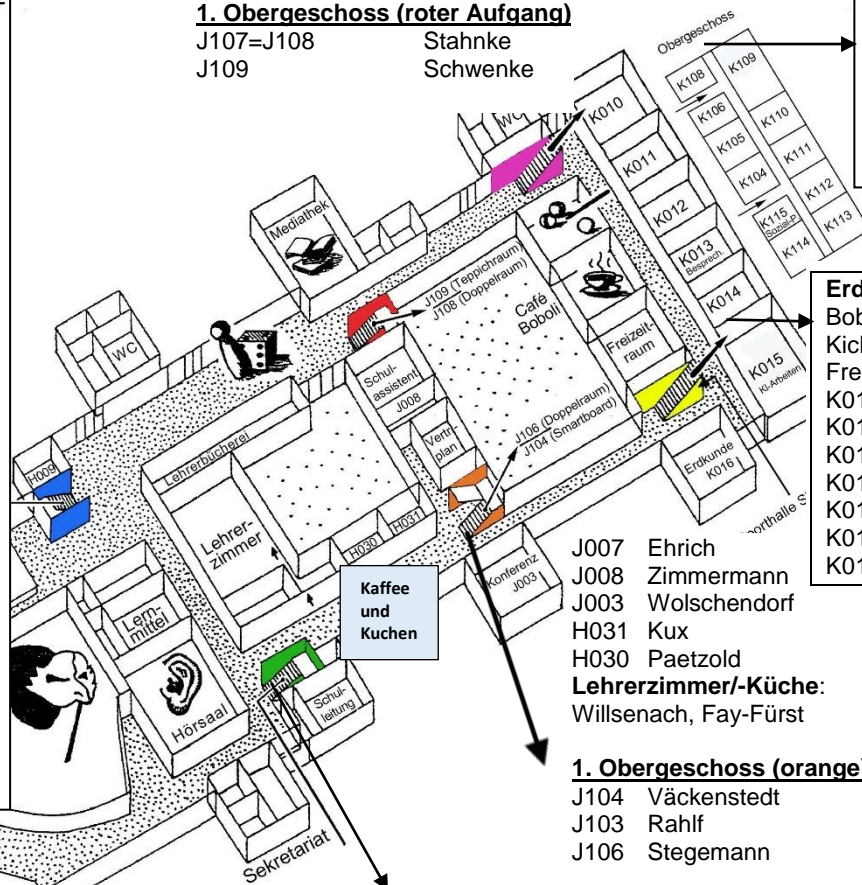 1. Obergeschoss (roter Aufgang)
J107=J108 Stahnke
J109 Schwenke
Obergeschoss
K108
K109
K106
K110
K105
K111
K104
K112
K115
Sozial-P.
K113
K114
WC
K010
K011
K012
K013
Besprech.
K014
K015
Kl-Arbeiten
Mediathek
J109 (Teppichraum)
J108 (Doppelraum)
Café
Boboli
Freizeit-
raum
WC
Schul-
assistent
J008
Vertr-
plan
J106 (Doppelraum)
J104 (Smartboard)
Erdkunde
K016
H009
Lehrerbücherei
Lehrer-
zimmer
H030
H031
Konferenz
J003
Kaffee
und
Kuchen
Lern-
mittel
Hörsaal
Schul-
leitung
Sekretariat
J007 Ehrich
J008 Zimmermann
J003 Wolschendorf
H031 Kux
H030 Paetzold
Lehrerzimmer/-Küche:
Willsenach, Fay-Fürst
1. Obergeschoss (orange)
J104 Väckenstedt
J103 Rahlf
J106 Stegemann
Erd
Bob
Kick
Fre
K01
K01
K01
K01
K01
K01
K01